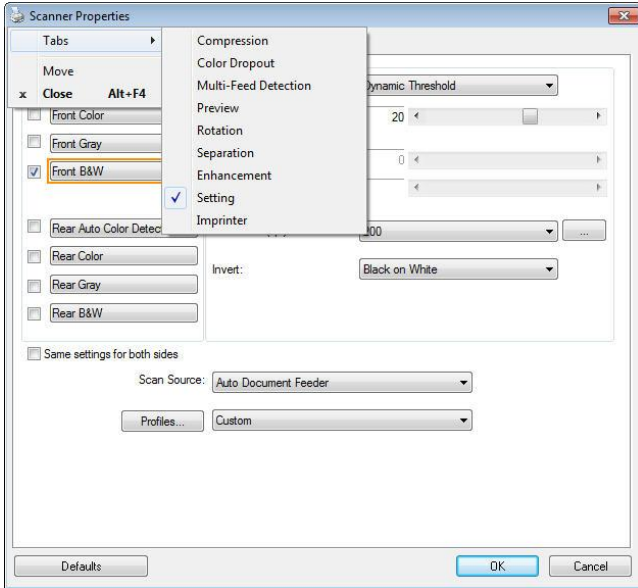 Scanner Properties
Tabs
Move
x Close Alt+F4
Compression
Color Dropout
Multi-Feed Detection
Preview
Rotation
Separation
Enhancement
Setting
Imprinter
Dynamic Threshold
Front Color
20
Front Gray
0
Front B&W
Rear Auto Color Detec
200
...
Rear Color
Invert:
Black on White
Rear Gray
Rear B&W
Same settings for both sides
Scan Source:
Auto Document Feeder
Profiles...
Custom
Defaults
OK
Cancel